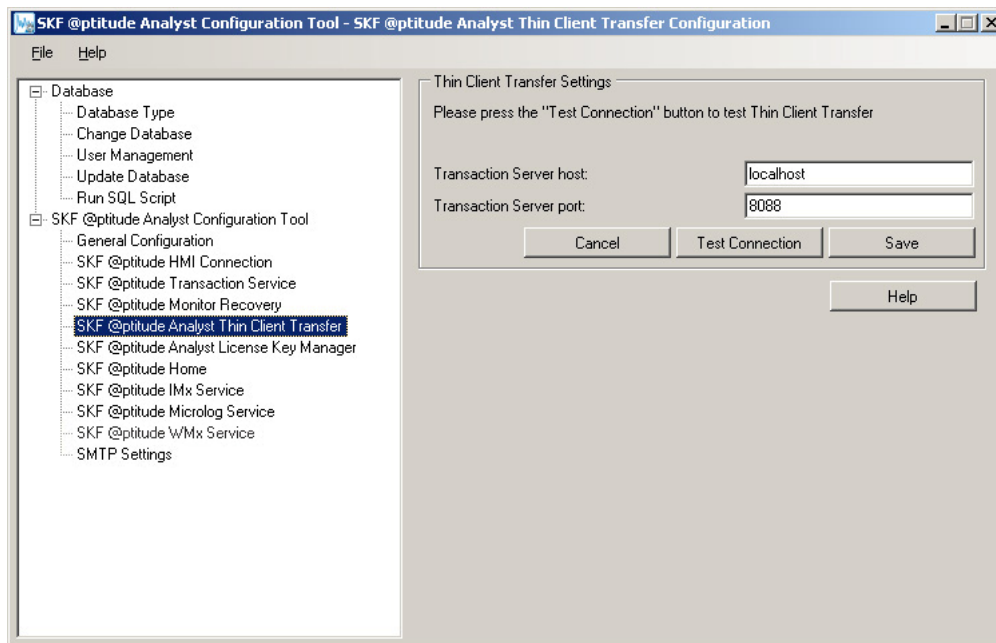 SKF @ptitude Analyst Configuration Tool - SKF @ptitude Analyst Thin Client Transfer Configuration
File Help
Database
Database Type
Change Database
User Management
Update Database
Run SQL Script
SKF @ptitude Analyst Configuration Tool
General Configuration
SKF @ptitude HMI Connection
SKF @ptitude Transaction Service
SKF @ptitude Monitor Recovery
SKF @ptitude Analyst Thin Client Transfer
SKF @ptitude Analyst License Key Manager
SKF @ptitude Home
SKF @ptitude IMx Service
SKF @ptitude Microlog Service
SKF @ptitude WMx Service
SMTP Settings
Thin Client Transfer Settings
Please press the "Test Connection" button to test Thin Client Transfer
Transaction Server host: localhost
Transaction Server port: 8088
Cancel Test Connection Save
Help